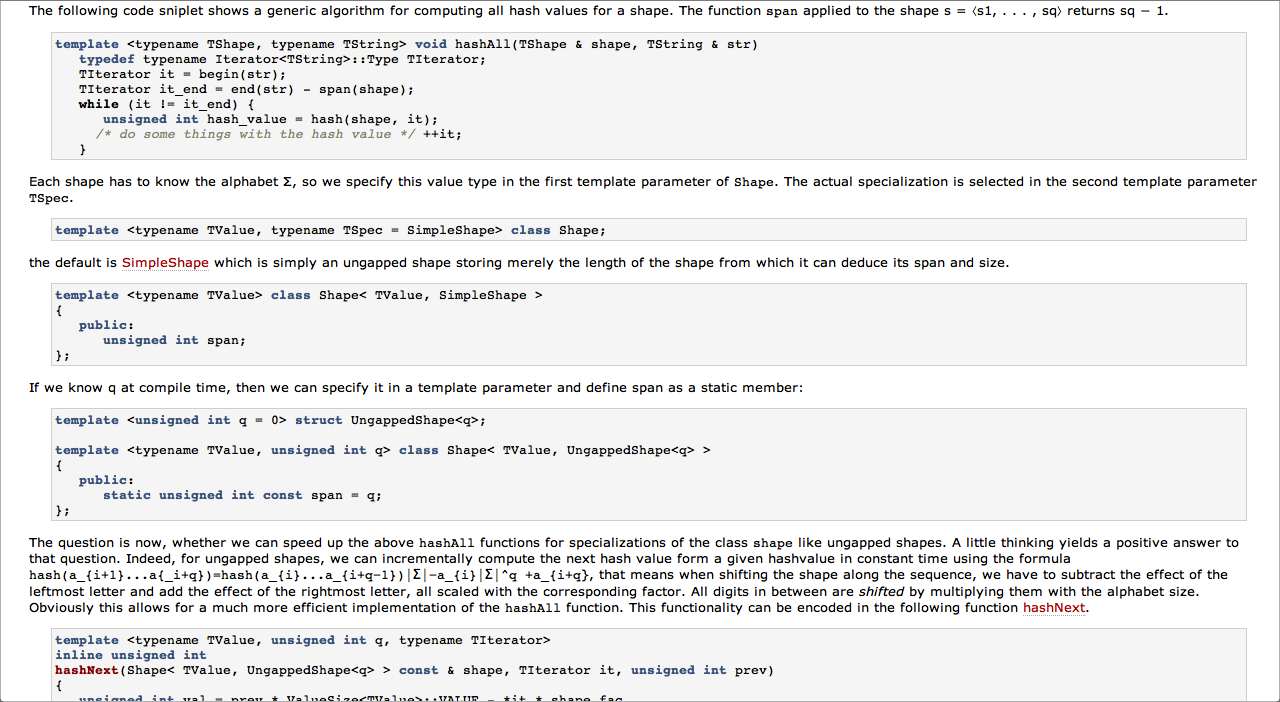 The following code sniplet shows a generic algorithm for computing all hash values for a shape. The function span applied to the shape s = ⟨s1, . . . , sq⟩ returns sq − 1.
template <typename TShape, typename TString> void hashAll(TShape & shape, TString & str)
typedef typename Iterator<TString>::Type TIterator;
TIterator it = begin(str);
TIterator it_end = end(str) - span(shape);
while (it != it_end) {
unsigned int hash_value = hash(shape, it);
/* do some things with the hash value */ ++it;
}
Each shape has to know the alphabet Σ, so we specify this value type in the first template parameter of Shape. The actual specialization is selected in the second template parameter
TSpec.
template <typename TValue, typename TSpec = SimpleShape> class Shape;
the default is SimpleShape which is simply an ungapped shape storing merely the length of the shape from which it can deduce its span and size.
template <typename TValue> class Shape< TValue, SimpleShape >
{
public:
unsigned int span;
};
If we know q at compile time, then we can specify it in a template parameter and define span as a static member:
template <unsigned int q = 0> struct UngappedShape<q>;
template <typename TValue, unsigned int q> class Shape< TValue, UngappedShape<q> >
{
public:
static unsigned int const span = q;
};
The question is now, whether we can speed up the above hashAll functions for specializations of the class shape like ungapped shapes. A little thinking yields a positive answer to
that question. Indeed, for ungapped shapes, we can incrementally compute the next hash value form a given hashvalue in constant time using the formula
hash(a_{i+1}...a{_i+q})=hash(a_{i}...a_{i+q-1})|Σ|−a_{i}|Σ|^q +a_{i+q}, that means when shifting the shape along the sequence, we have to subtract the effect of the
leftmost letter and add the effect of the rightmost letter, all scaled with the corresponding factor. All digits in between are shifted by multiplying them with the alphabet size.
Obviously this allows for a much more efficient implementation of the hashAll function. This functionality can be encoded in the following function hashNext.
template <typename TValue, unsigned int q, typename TIterator>
inline unsigned int
hashNext(Shape< TValue, UngappedShape<q> > const & shape, TIterator it, unsigned int prev)
{
unsigned int val = prev * ValueSize<TValue>::VALUE - *it * shape.fac